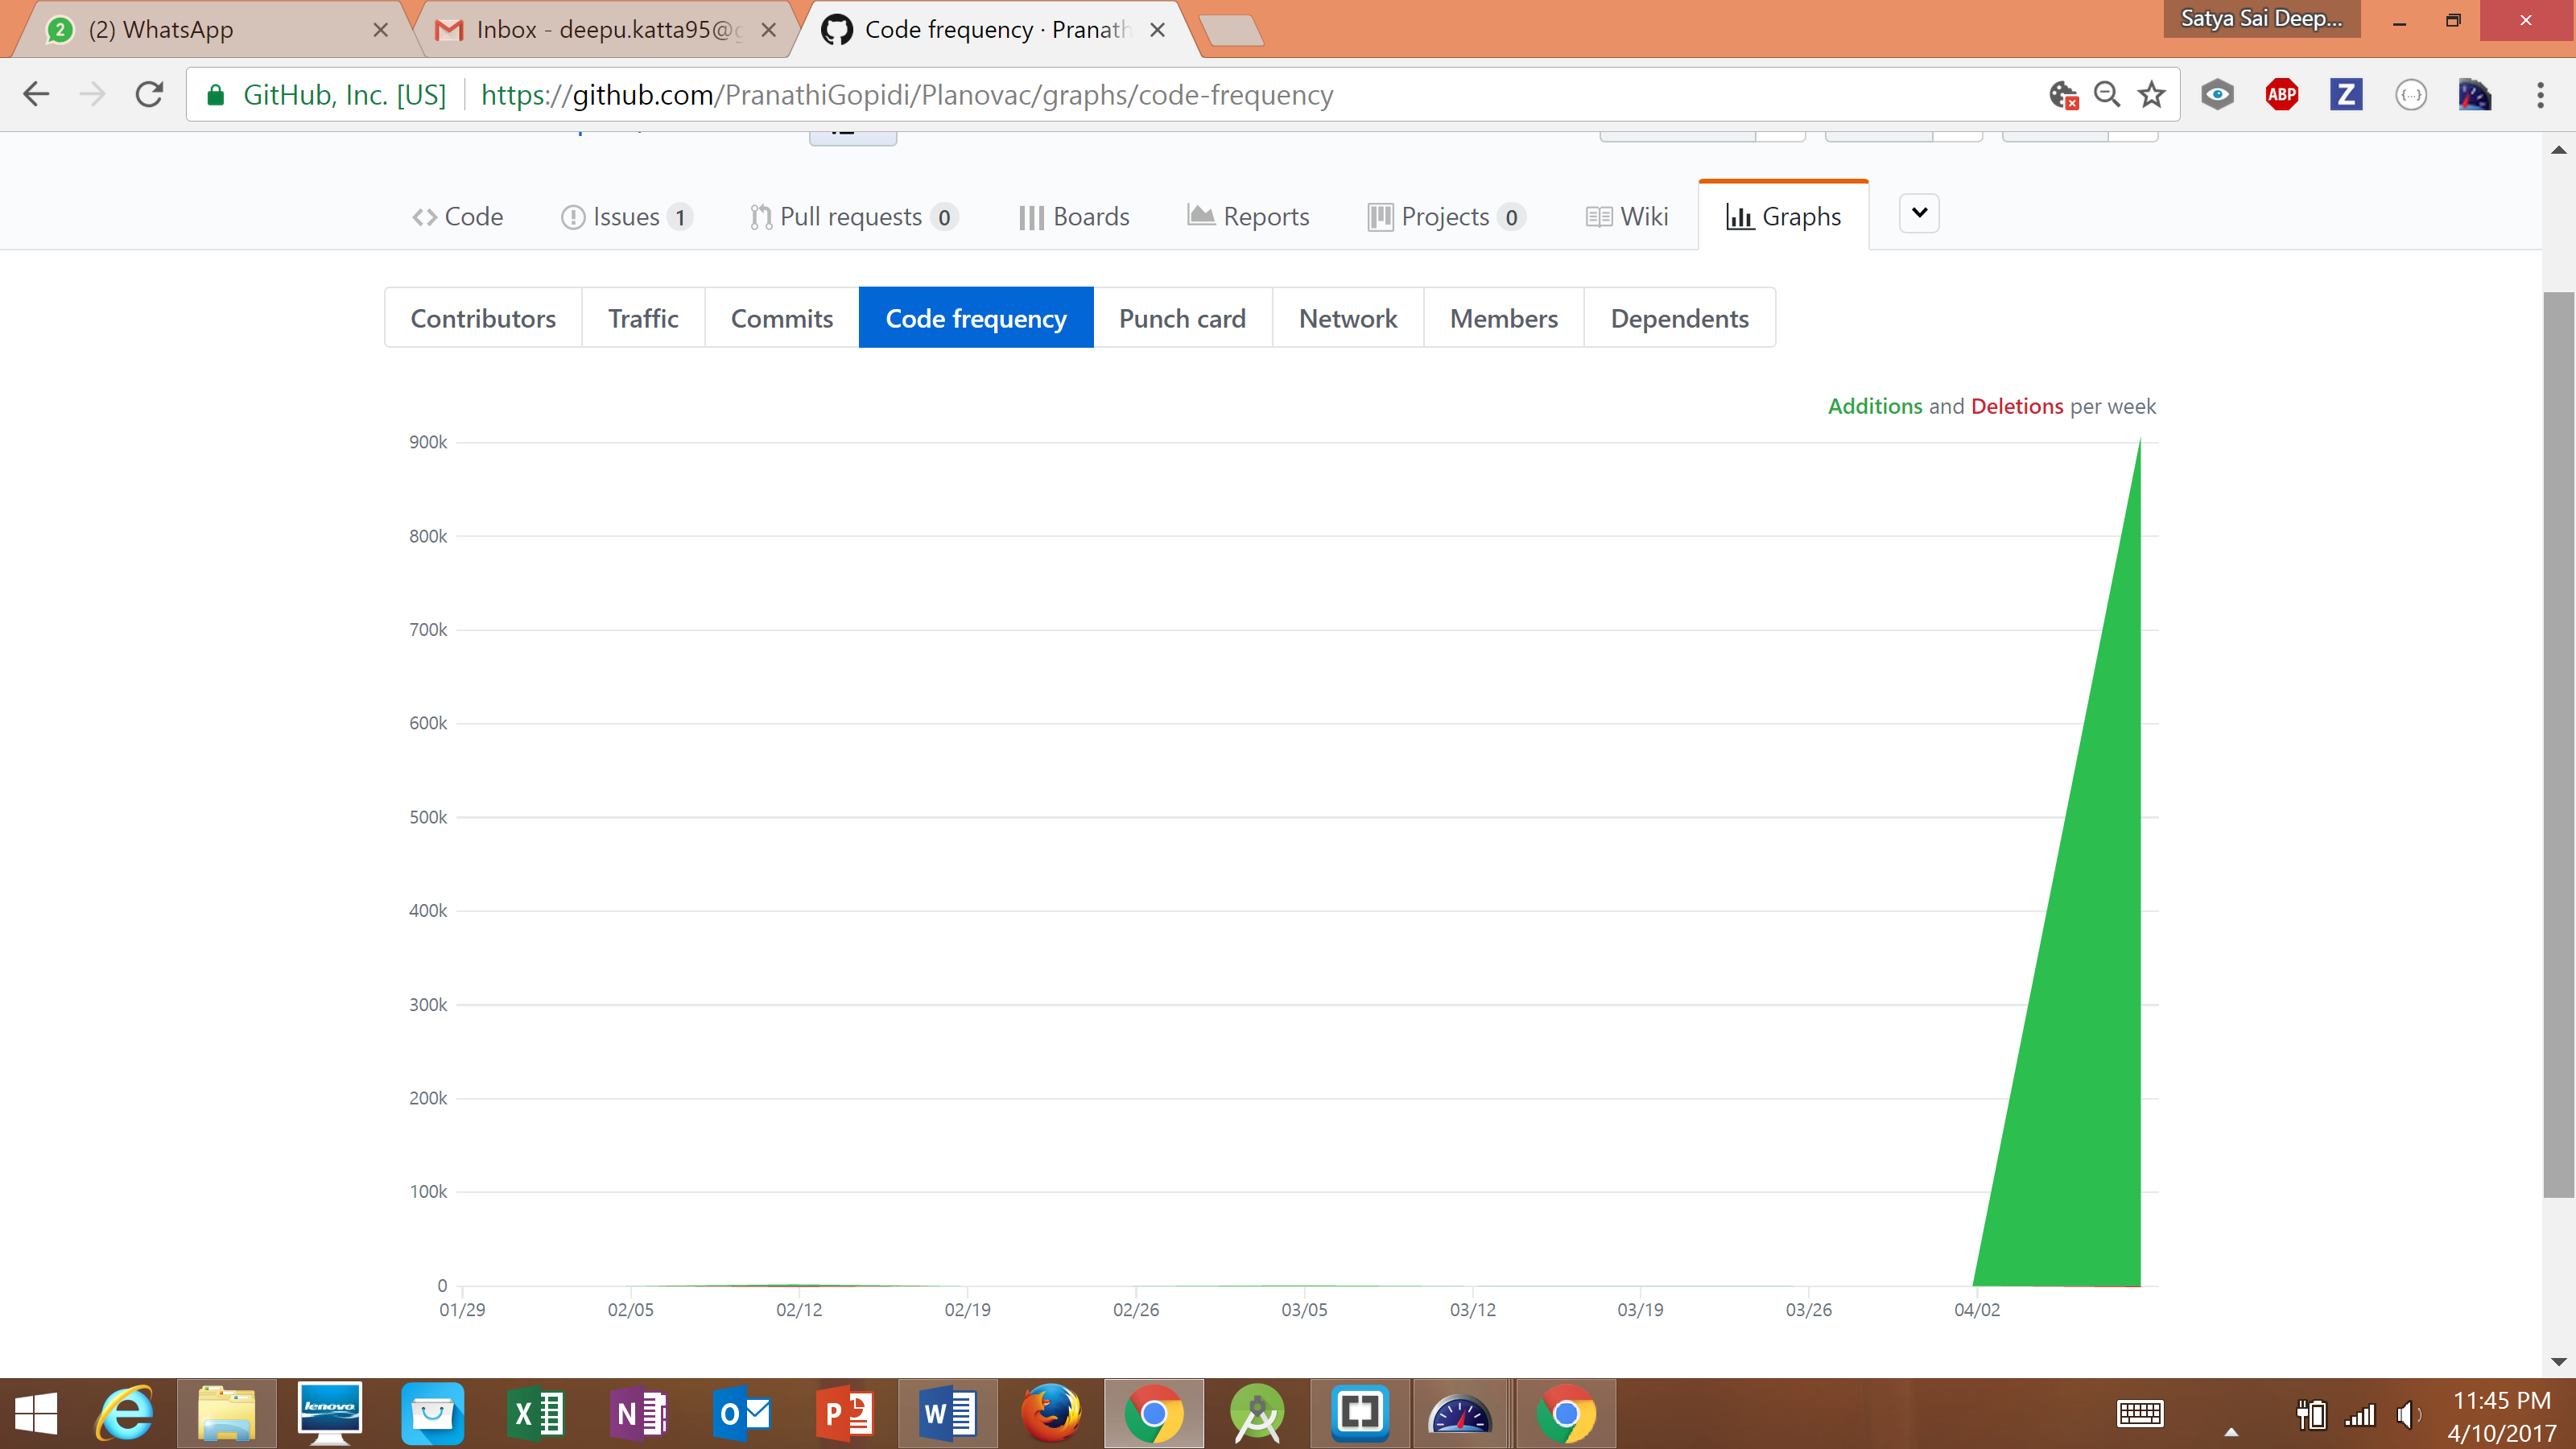 (2) WhatsApp
Inbox - deepu.katta95@g
Code frequency · Pranath
Satya Sai Deep...
GitHub, Inc. [US]
https://github.com/PranathiGopidi/Planovac/graphs/code-frequency
ABP
Z
Code
Issues 1
Pull requests 0
Boards
Reports
Projects 0
Wiki
Graphs
Contributors
Traffic
Commits
Code frequency
Punch card
Network
Members
Dependents
Additions and Deletions per week
900k
800k
700k
600k
500k
400k
300k
200k
100k
0
01/29
02/05
02/12
02/19
02/26
03/05
03/12
03/19
03/26
04/02
lenovo
11:45 PM
4/10/2017